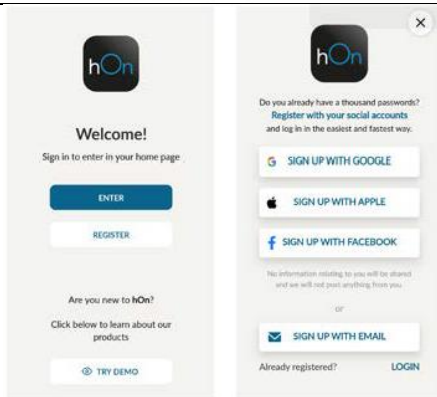 hOn
Welcome!
Sign in to enter in your home page
ENTER
REGISTER
Are you new to hOn?
Click below to learn about our
products
TRY DEMO
hOn
Do you already have a thousand passwords?
Register with your social accounts
and log in in the easiest and fastest way.
SIGN UP WITH GOOGLE
SIGN UP WITH APPLE
SIGN UP WITH FACEBOOK
No information relating to you will be shared
and we will not post anything from you
or
SIGN UP WITH EMAIL
Already registered? LOGIN